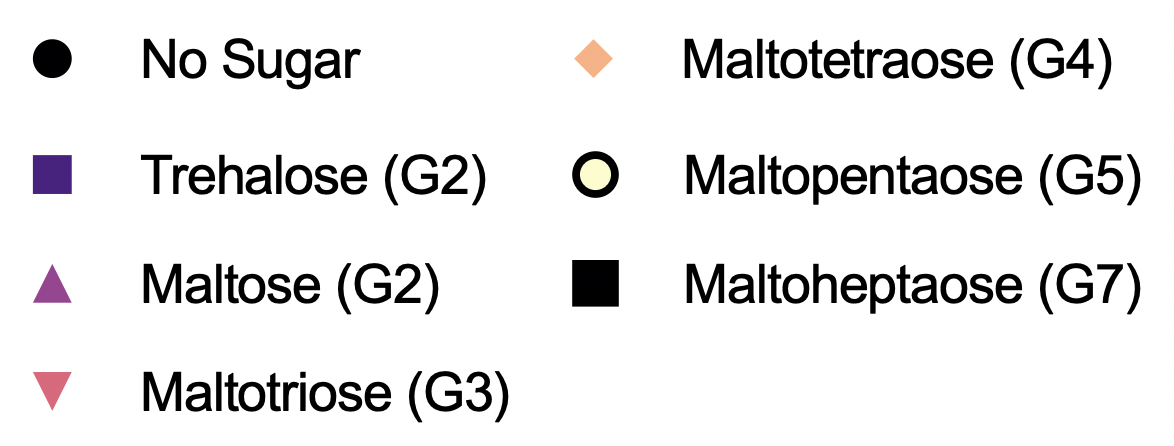 No Sugar
Trehalose (G2)
Maltose (G2)
Maltotriose (G3)
Maltotetraose (G4)
Maltopentaose (G5)
Maltoheptaose (G7)